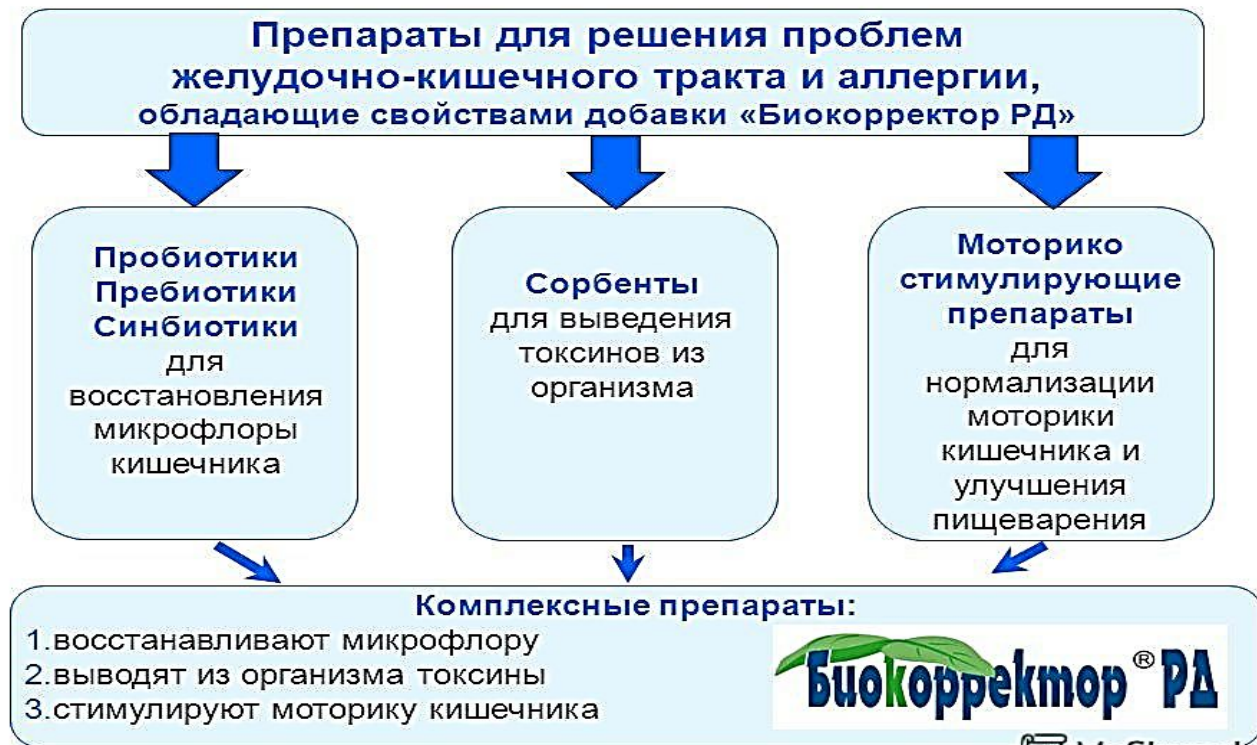 Препараты для решения проблем
желудочно-кишечного тракта и аллергии,
обладающие свойствами добавки «Биокорректор РД»
Пробиотики
Пребиотики
Синбиотики
для
восстановления
микрофлоры
кишечника
Сорбенты
для выведения
токсинов из
организма
Моторико
стимулирующие
препараты
для
нормализации
моторики
кишечника и
улучшения
пищеварения
Комплексные препараты:
1.восстанавливают микрофлору
2.выводят из организма токсины
3.стимулируют моторику кишечника
Биокорректор ® РД